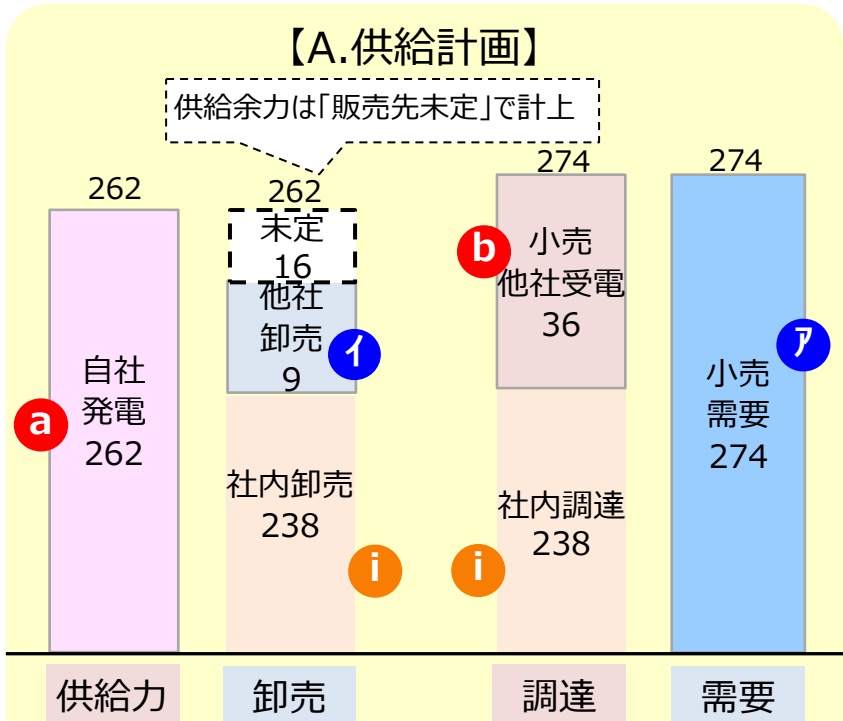 【A.供給計画】
供給余力は「販売先未定」で計上
262
262
274
274
未定
16
他社
卸売
9
イ
b
小売
他社受電
36
ア
a
自社
発電
262
小売
需要
274
社内卸売
238
i
i
社内調達
238
供給力
卸売
調達
需要